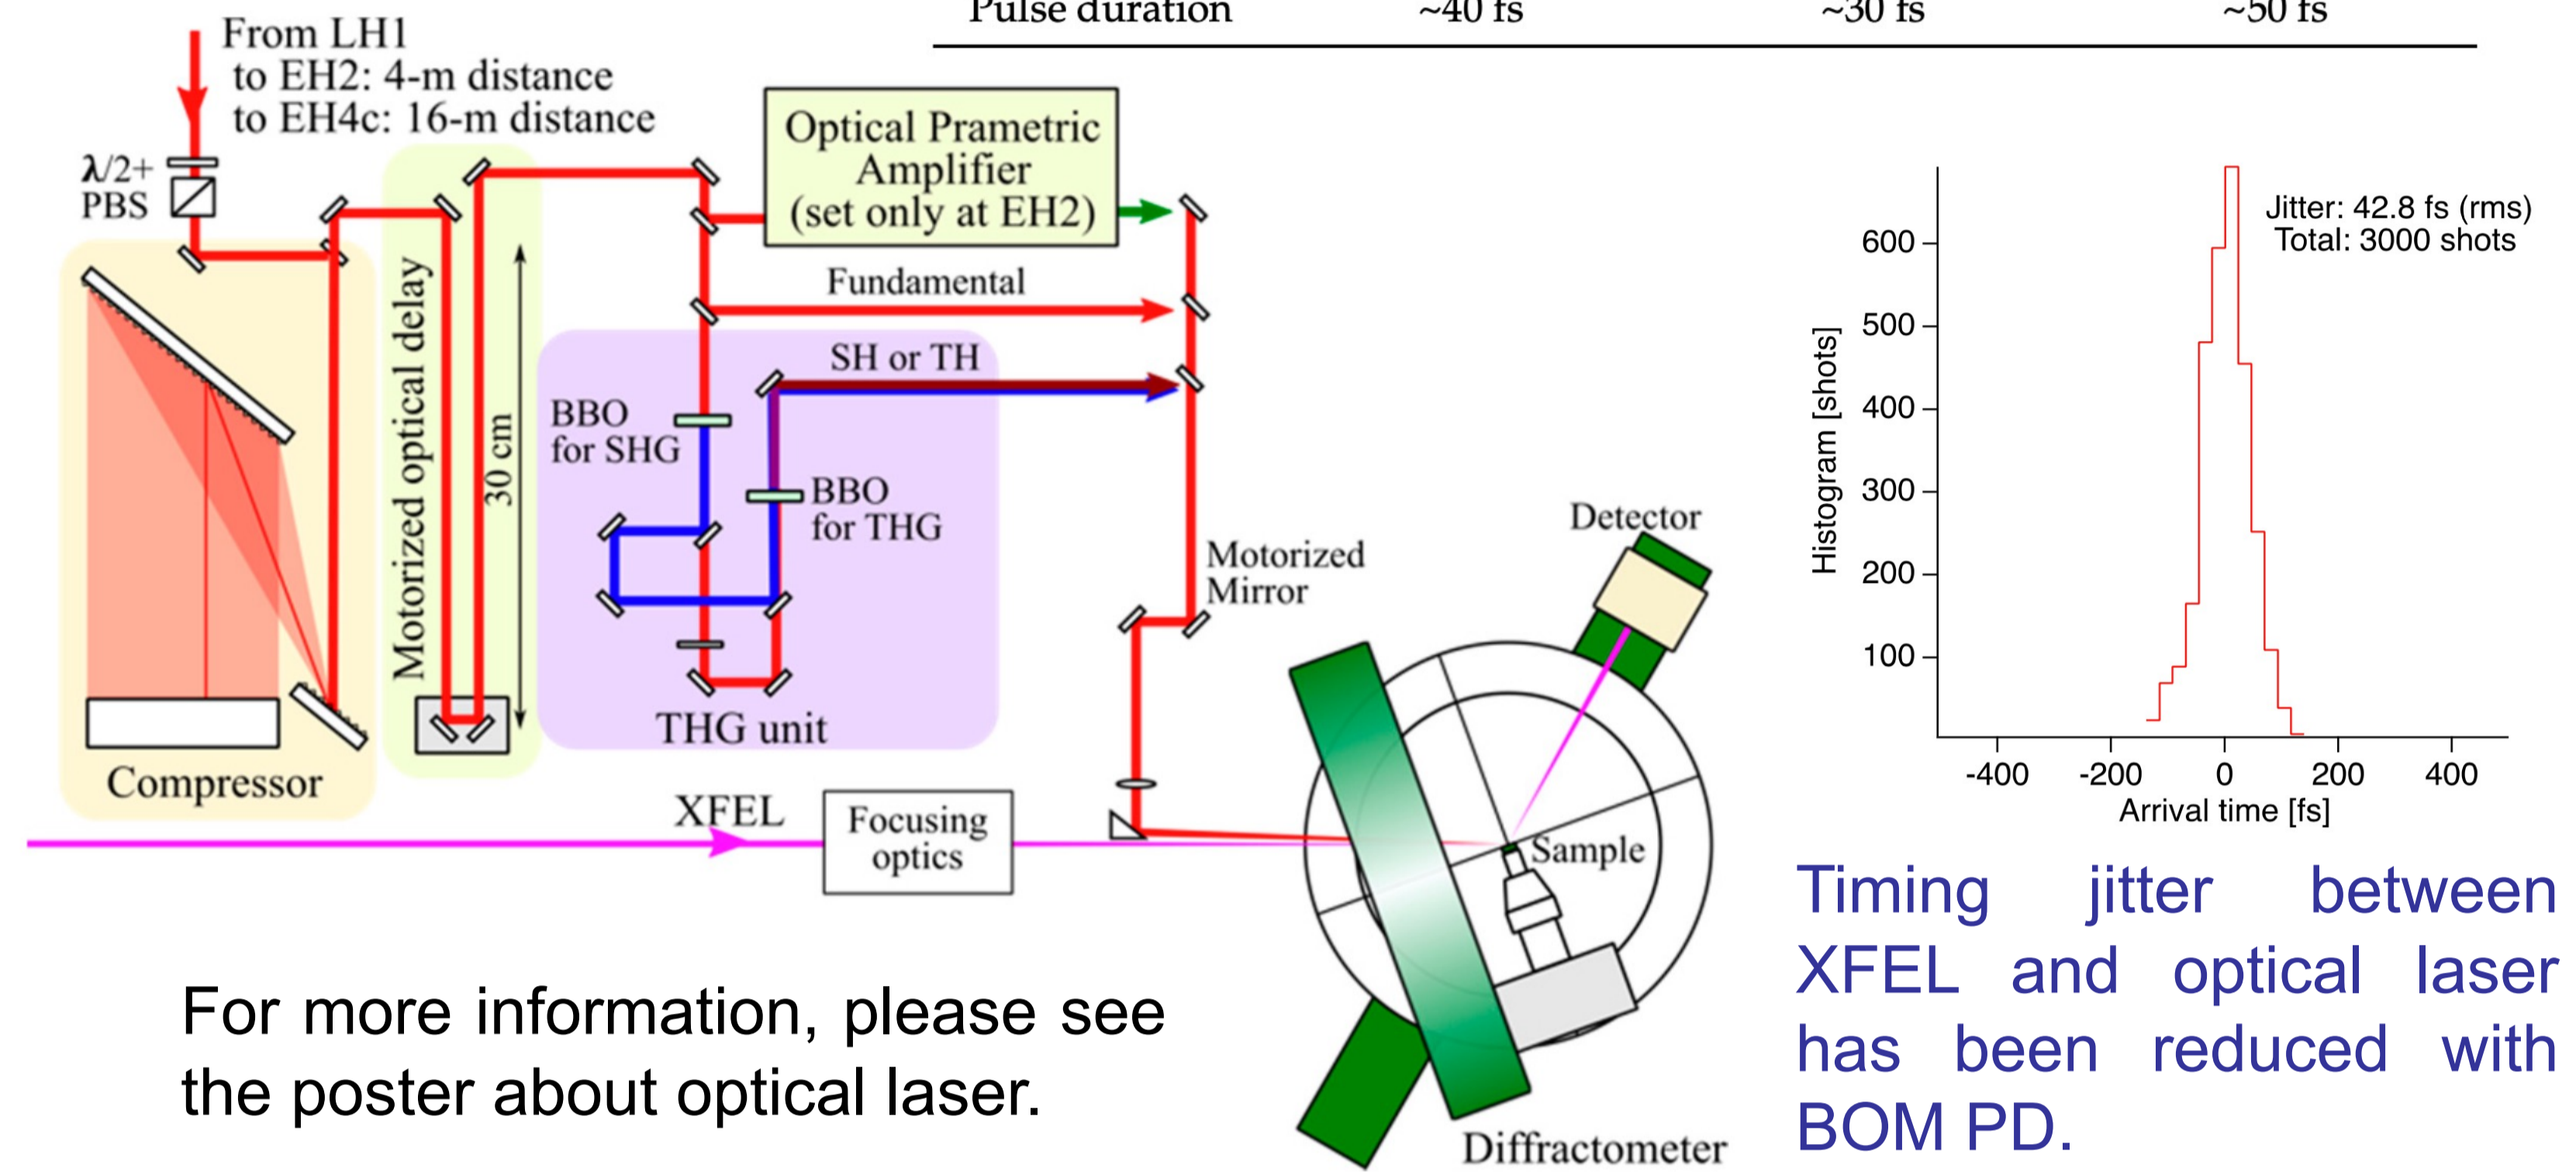 Pulse duration ~40 fs ~30 fs ~50 fs
From LH1
to EH2: 4-m distance
to EH4c: 16-m distance
λ/2+
PBS
Optical Prametric
Amplifier
(set only at EH2)
Motorized optical delay
30 cm
Fundamental
SH or TH
BBO
for SHG
BBO
for THG
THG unit
Compressor
XFEL
Focusing
optics
Motorized
Mirror
Detector
Sample
Diffractometer
Jitter: 42.8 fs (rms)
Total: 3000 shots
Histogram [shots]
600
500
400
300
200
100
-400 -200 0 200 400
Arrival time [fs]
For more information, please see
the poster about optical laser.
Timing jitter between
XFEL and optical laser
has been reduced with
BOM PD.